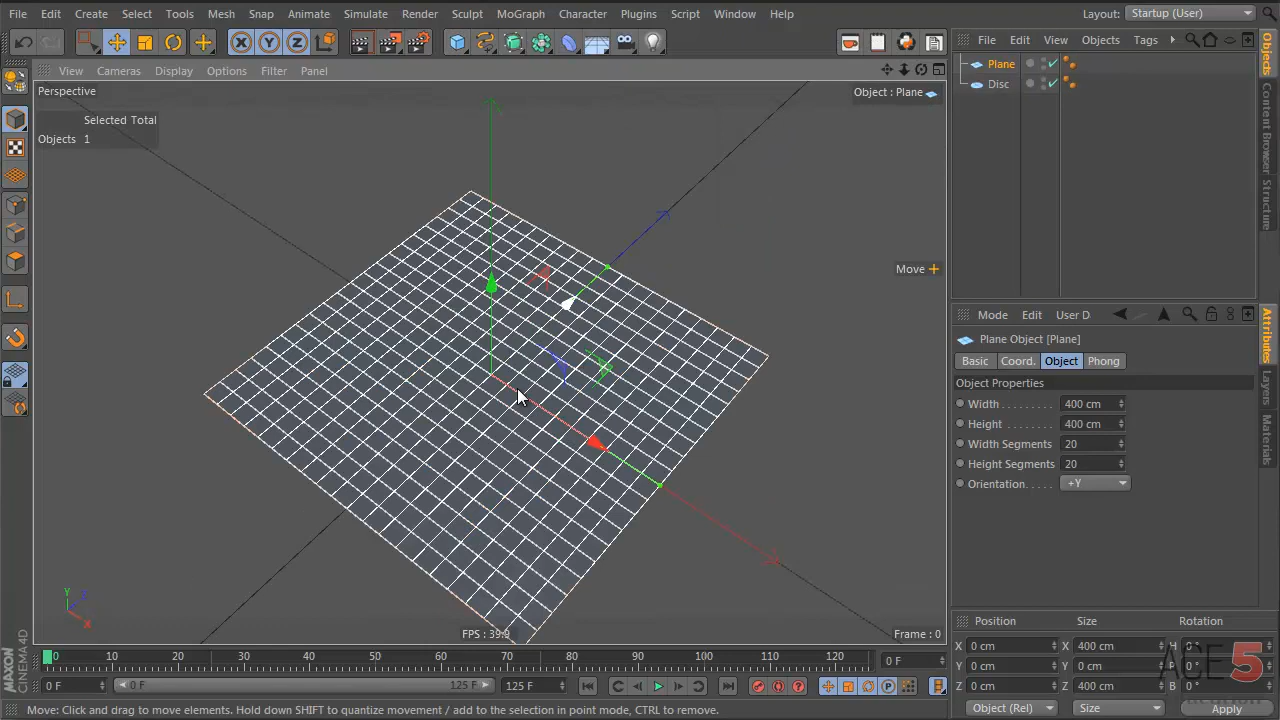 File Edit Create Select Tools Mesh Snap Animate Simulate Render Sculpt MoGraph Character Plugins Script Window Help
Layout: Startup (User)
File Edit View Objects Tags
View Cameras Display Options Filter Panel
Plane
Disc
Perspective
Object : Plane
Selected Total
Objects 1
Move
FPS : 39.9
Frame : 0
Objects
Content Browser
Structure
Mode Edit User D
Plane Object [Plane]
Basic Coord. Object Phong
Object Properties
Width 400 cm
Height 400 cm
Width Segments 20
Height Segments 20
Orientation +Y
Attributes
Layers
Materials
Y
Z
X
0 10 20 30 40 50 60 70 80 90 100 110 120
0 F
0 F 0 F 125 F 125 F
Position Size Rotation
X 0 cm X 400 cm H 0 °
Y 0 cm Y 0 cm P 0 °
Z 0 cm Z 400 cm B 0 °
Object (Rel) Size Apply
MAXON
CINEMA4D
ACE5
Move: Click and drag to move elements. Hold down SHIFT to quantize movement / add to the selection in point mode, CTRL to remove.